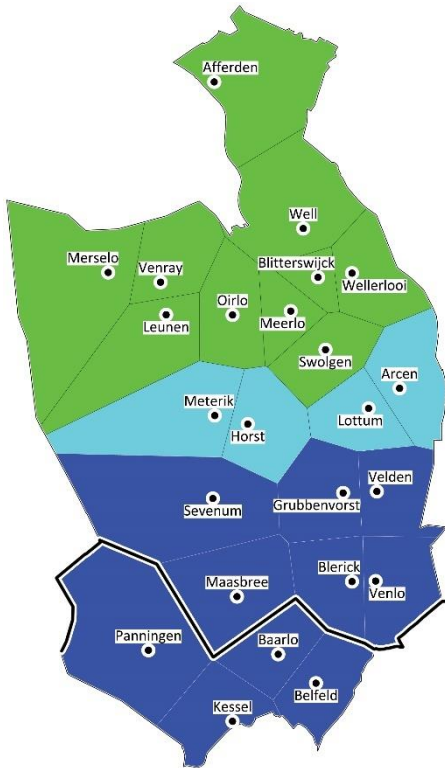 Afferden
Well
Merselo
Venray
Blitterswijck
Wellerlooi
Oirlo
Meerlo
Leunen
Swolgen
Arcen
Meterik
Lottum
Horst
Velden
Sevenum
Grubbenvorst
Maasbree
Blerick
Venlo
Panningen
Baarlo
Belfeld
Kessel